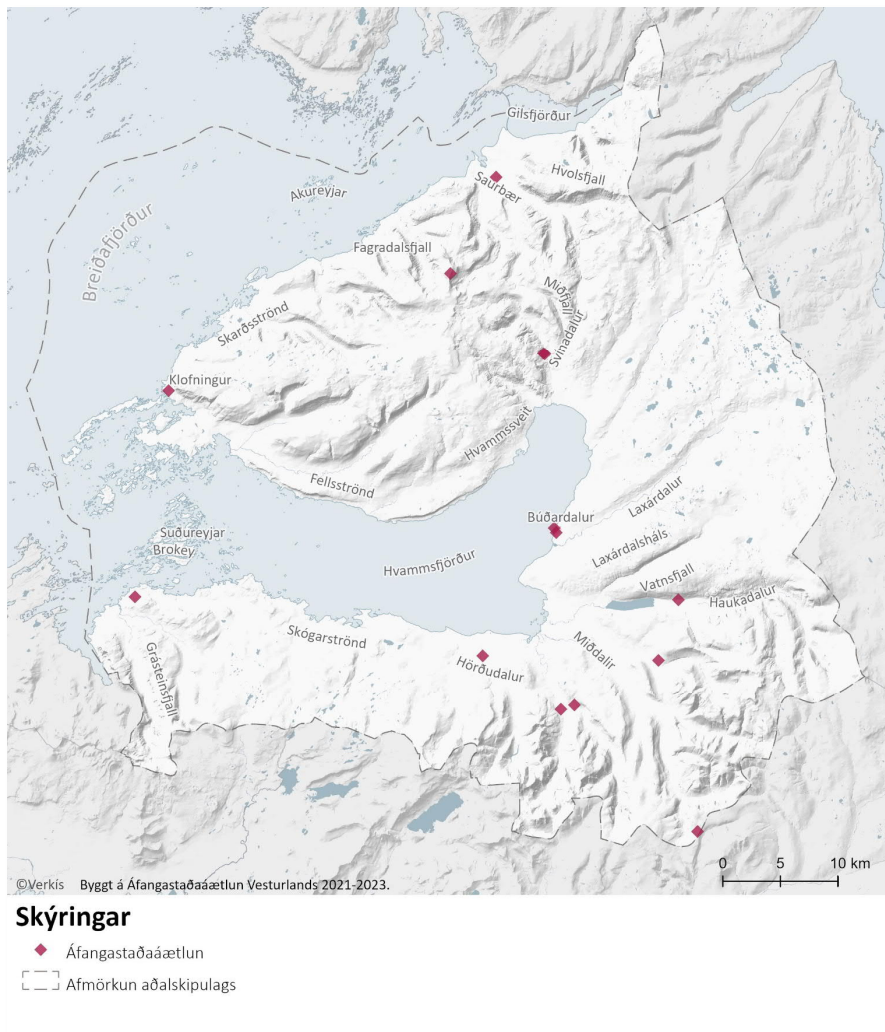 Gilsfjörður
Hvolsfjall
Saurbær
Akureyjar
Breiðafjörður
Fagradalsfjall
Miðfjall
Svínadalur
Skarðsströnd
Klofningur
Hvammssveit
Fellsströnd
Laxárdalur
Búðardalur
Suðureyjar
Brokey
Laxárdalsháls
Hvammsfjörður
Vatnsfjall
Haukadalur
Skógarströnd
Miðdalir
Hörðudalur
Grásteinsfjall
0 5 10 km
©Verkís Byggt á Áfangastaðaáætlun Vesturlands 2021-2023.
Skýringar
Áfangastaðaáætlun
Afmörkun aðalskipulags